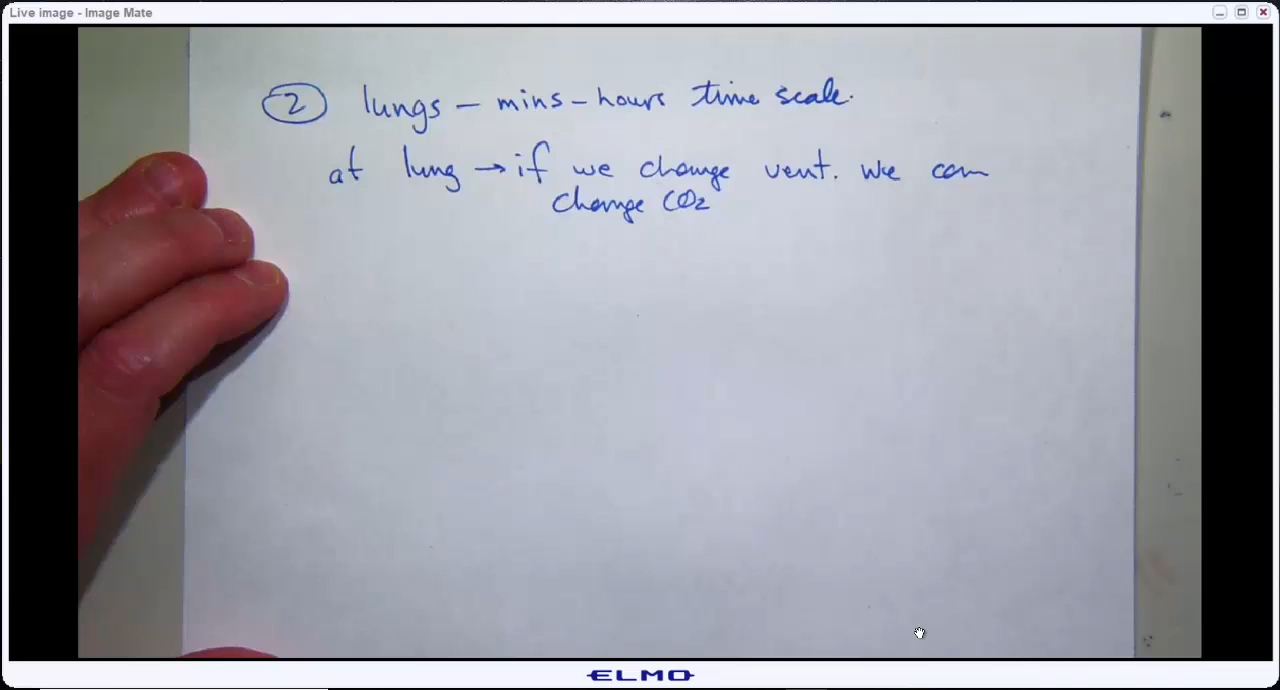 Live image - Image Mate
2 lungs - mins - hours time scale.
at lung → if we change vent. we can
change CO2
ELMO